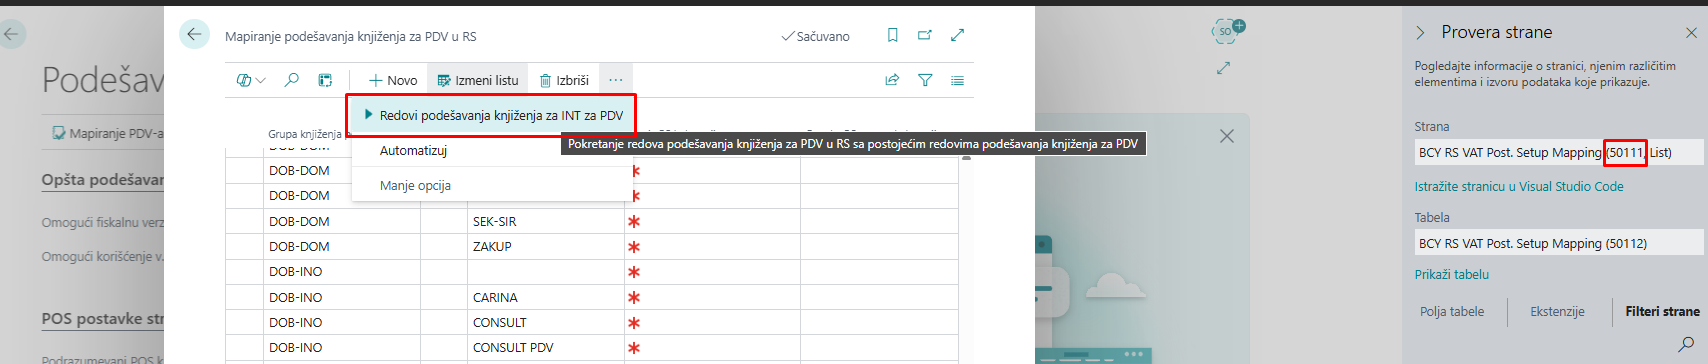 Mapiranje podešavanja knjiženja za PDV u RS
Sačuvano
SO
Provera strane
Pogledajte informacije o stranici, njenim različitim
elementima i izvoru podataka koje prikazuje.
Podešav
Novo
Izmeni listu
Izbriši
Mapiranje PDV-a
Redovi podešavanja knjiženja za INT za PDV
Grupa knjiženja
Pokretanje redova podešavanja knjiženja za PDV u RS sa postojećim redovima podešavanja knjiženja za PDV
Automatizuj
Manje opcija
Strana
BCY RS VAT Post. Setup Mapping (50111, List)
Istražite stranicu u Visual Studio Code
Tabela
BCY RS VAT Post. Setup Mapping (50112)
Prikaži tabelu
Polja tabele
Ekstenzije
Filteri strane
Opšta podešavan
Omogući fiskalnu verz
Omogući korišćenje v.
POS postavke str
Podrazumevani POS k
DOB-DOM
DOB-DOM
DOB-DOM
DOB-DOM SEK-SIR *
DOB-DOM ZAKUP *
DOB-INO *
DOB-INO CARINA *
DOB-INO CONSULT *
DOB-INO CONSULT PDV *